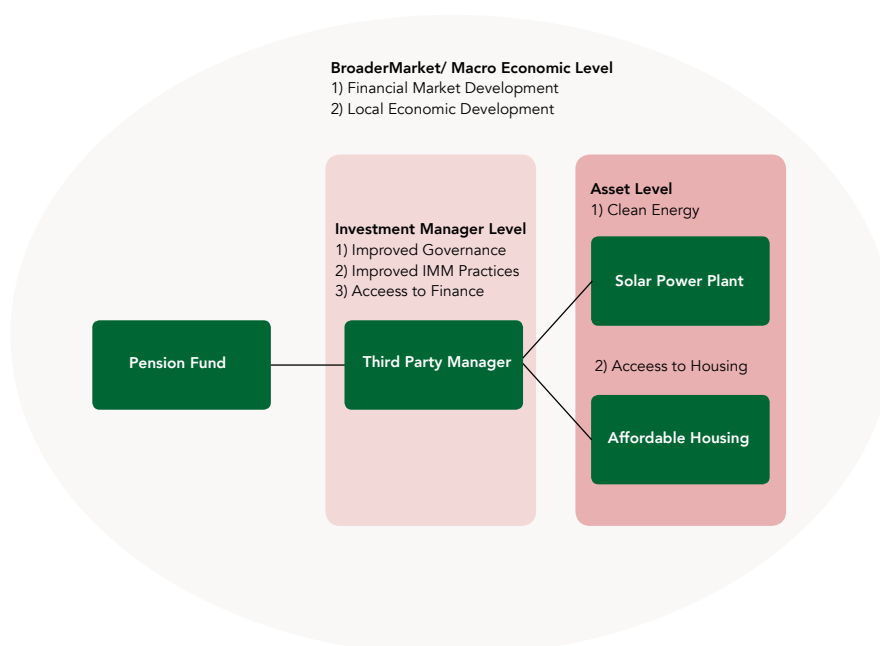 BroaderMarket/ Macro Economic Level
1) Financial Market Development
2) Local Economic Development
Investment Manager Level
1) Improved Governance
2) Improved IMM Practices
3) Acceess to Finance
Pension Fund
Third Party Manager
Asset Level
1) Clean Energy
Solar Power Plant
2) Acceess to Housing
Affordable Housing